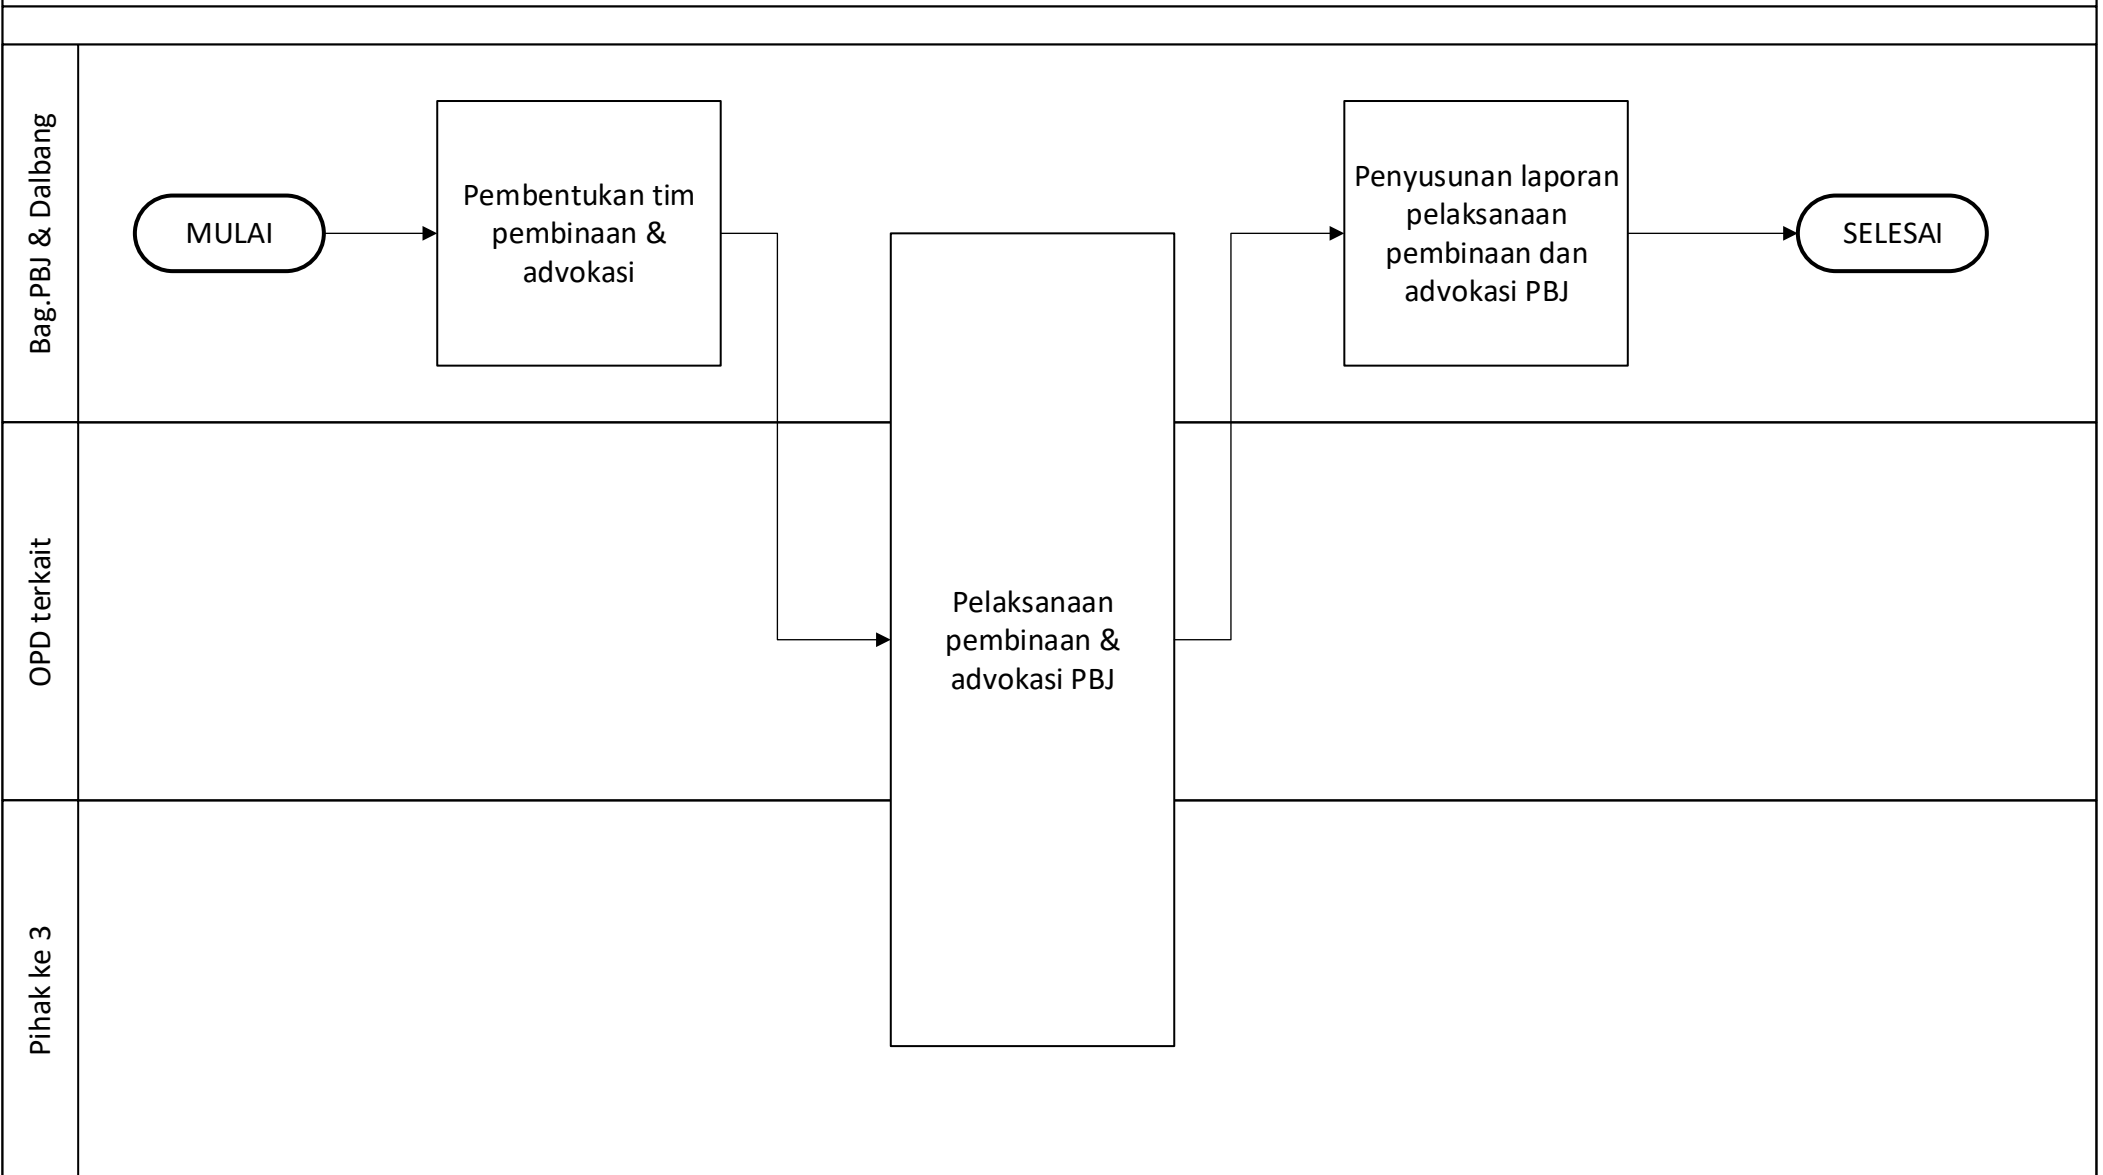 Bag.PBJ & Dalbang
MULAI
Pembentukan tim
pembinaan &
advokasi
Penyusunan laporan
pelaksanaan
pembinaan dan
advokasi PBJ
SELESAI
OPD terkait
Pelaksanaan
pembinaan &
advokasi PBJ
Pihak ke 3